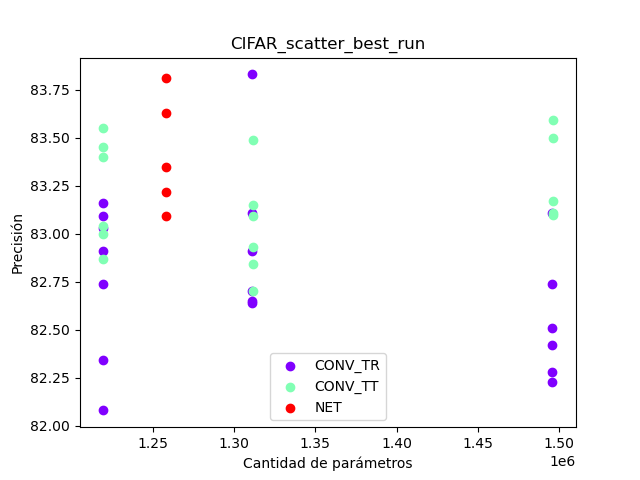 CIFAR_scatter_best_run
Precisión
83.75
83.50
83.25
83.00
82.75
82.50
82.25
82.00
CONV_TR
CONV_TT
NET
1.25 1.30 1.35 1.40 1.45 1.50
1e6
Cantidad de parámetros